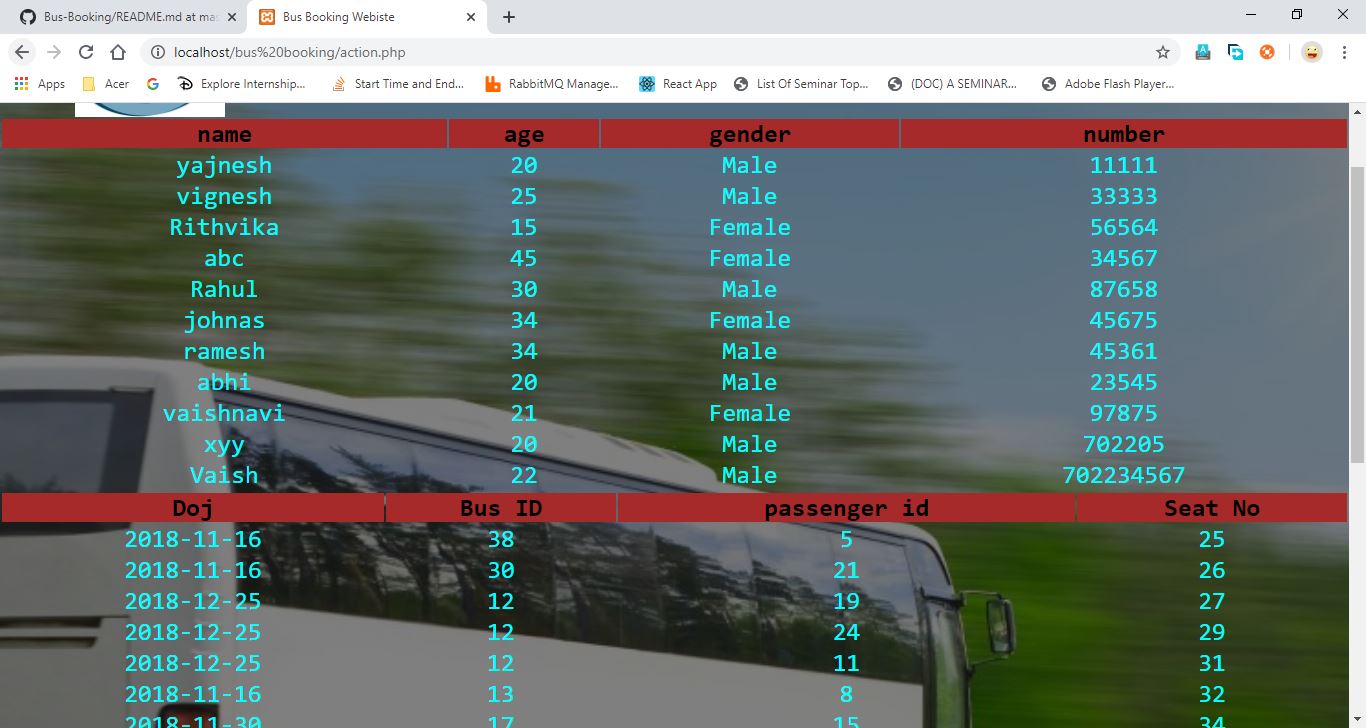 Bus-Booking/README.md at mas
Bus Booking Webiste
localhost/bus%20booking/action.php
Apps Acer Explore Internship... Start Time and End... RabbitMQ Manage... React App List Of Seminar Top... (DOC) A SEMINAR... Adobe Flash Player...
name age gender number
yajnesh 20 Male 11111
vignesh 25 Male 33333
Rithvika 15 Female 56564
abc 45 Female 34567
Rahul 30 Male 87658
johnas 34 Female 45675
ramesh 34 Male 45361
abhi 20 Male 23545
vaishnavi 21 Female 97875
xyy 20 Male 702205
Vaish 22 Male 702234567
Doj Bus ID passenger id Seat No
2018-11-16 38 5 25
2018-11-16 30 21 26
2018-12-25 12 19 27
2018-12-25 12 24 29
2018-12-25 12 11 31
2018-11-16 13 8 32
2018-11-30 17 15 34